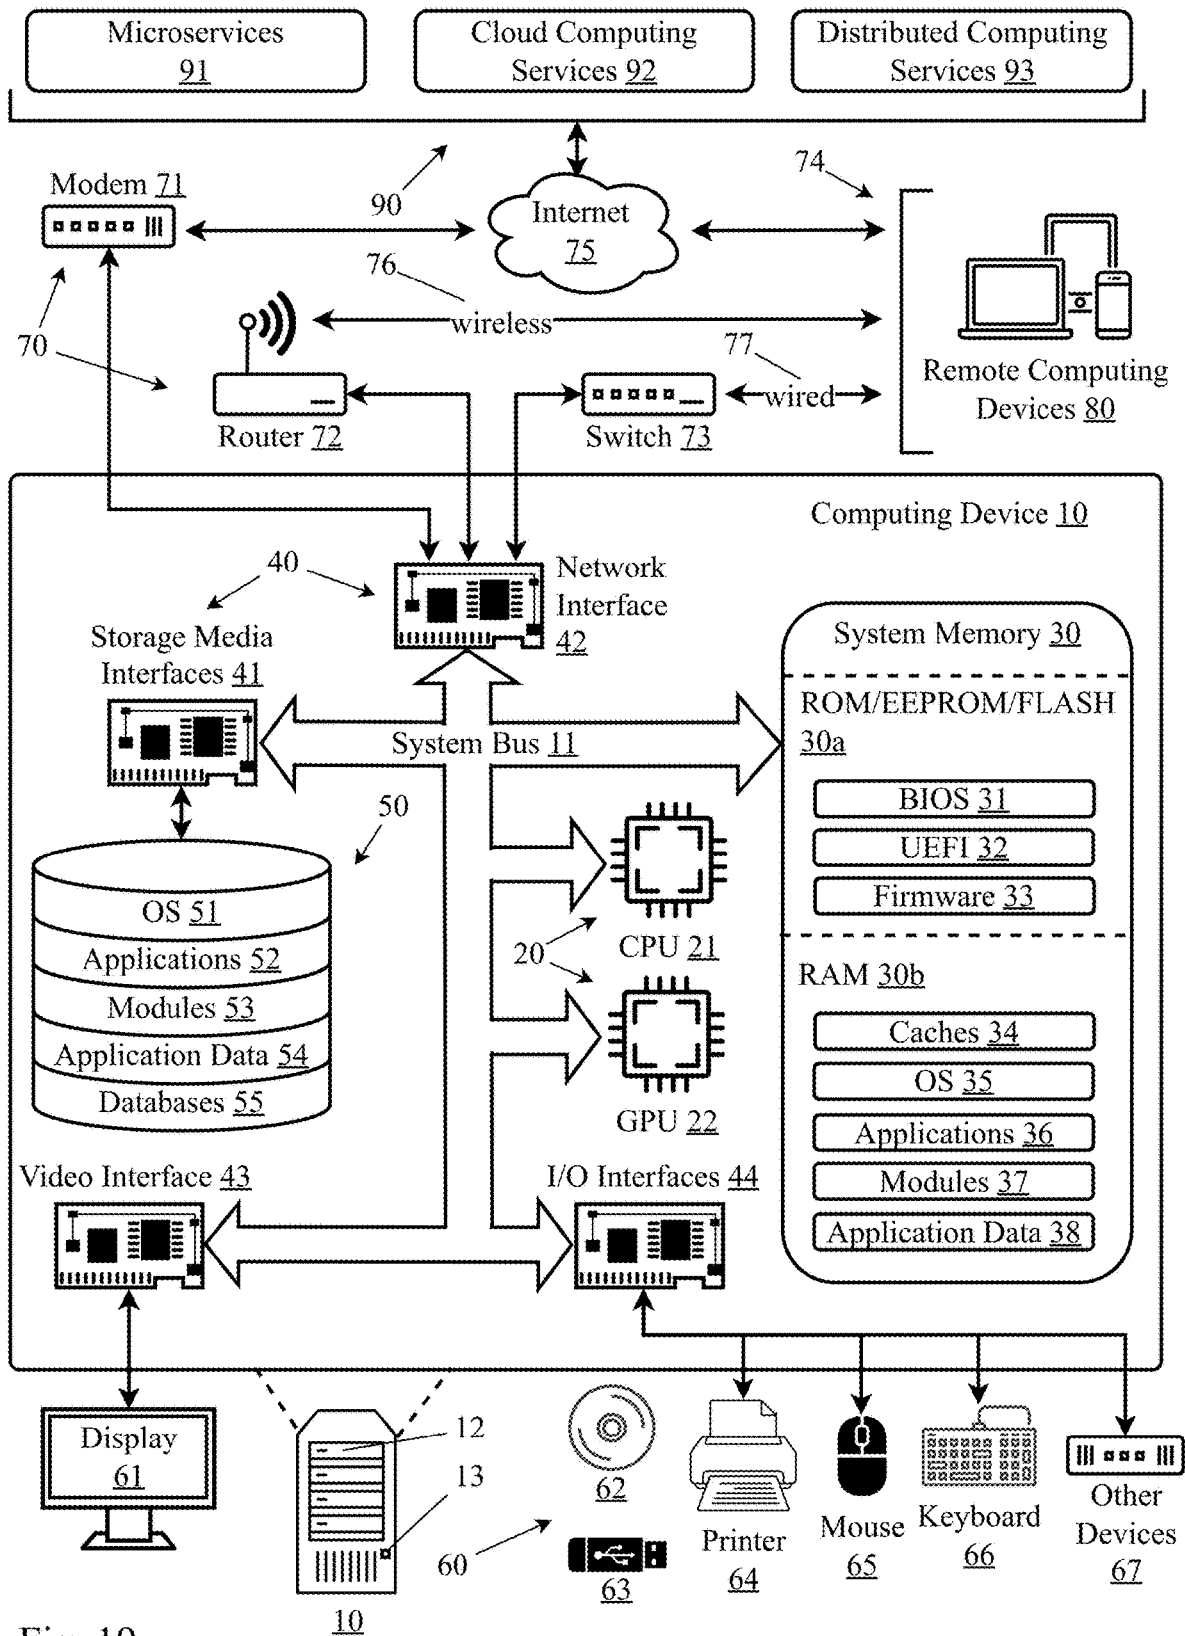 Microservices
91
Cloud Computing
Services 92
Distributed Computing
Services 93
74
Modem 71
90
Internet
75
76
wireless
70
77
wired
Router 72
Switch 73
Remote Computing
Devices 80
Computing Device 10
40
Network
Interface
42
Storage Media
Interfaces 41
System Memory 30
ROM/EEPROM/FLASH
30a
System Bus 11
BIOS 31
UEFI 32
Firmware 33
50
OS 51
Applications 52
Modules 53
Application Data 54
Databases 55
20
CPU 21
GPU 22
RAM 30b
Caches 34
OS 35
Applications 36
Modules 37
Application Data 38
Video Interface 43
I/O Interfaces 44
Display
61
12
13
10
60
62
63
Printer
64
Mouse
65
Keyboard
66
Other
Devices
67